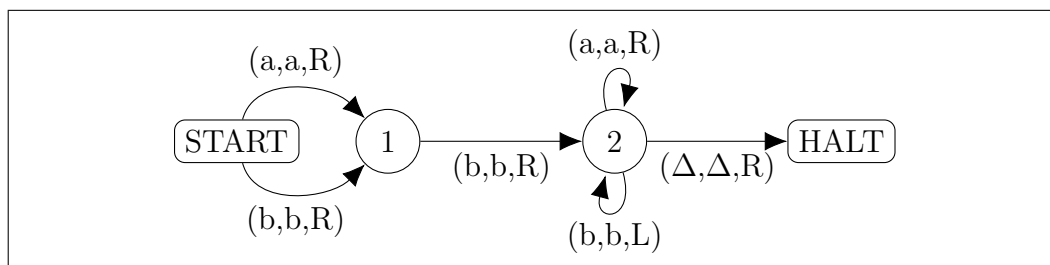 (a,a,R)
(a,a,R)
START
1
2
HALT
(b,b,R)
(Δ,Δ,R)
(b,b,R)
(b,b,L)